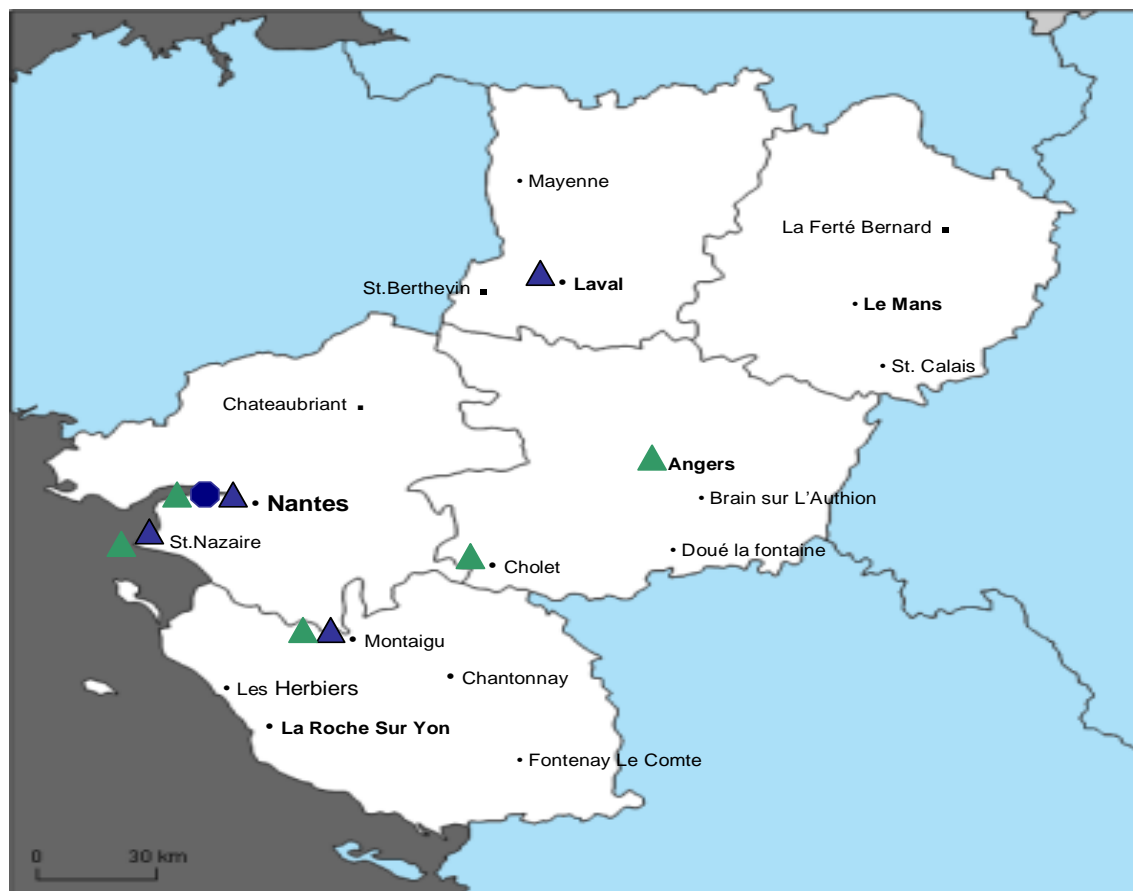 Mayenne
La Ferté Bernard
Laval
St.Berthevin
Le Mans
St. Calais
Chateaubriant
Angers
Brain sur L'Authion
Nantes
St.Nazaire
Doué la fontaine
Cholet
Montaigu
Chantonnay
Les Herbiers
La Roche Sur Yon
Fontenay Le Comte
0 30 km